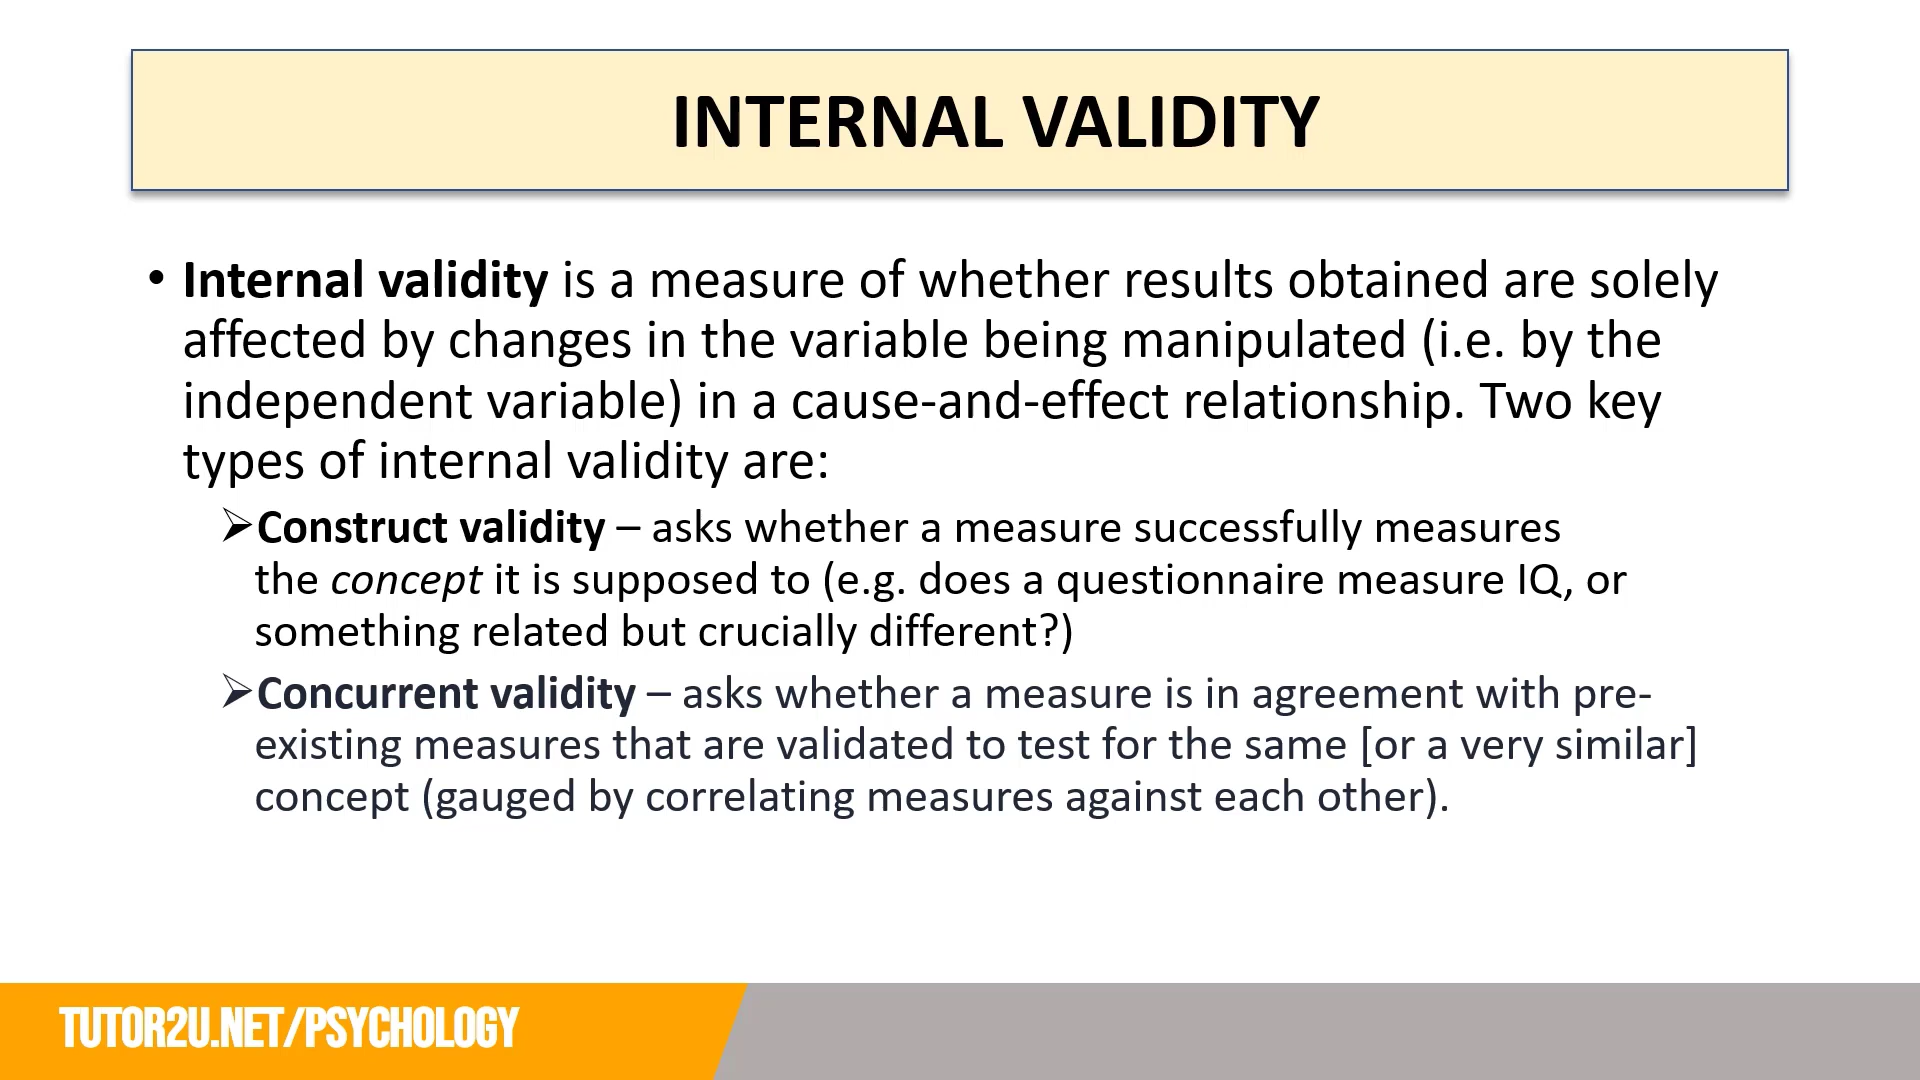 INTERNAL VALIDITY
• Internal validity is a measure of whether results obtained are solely
affected by changes in the variable being manipulated (i.e. by the
independent variable) in a cause-and-effect relationship. Two key
types of internal validity are:
➢Construct validity – asks whether a measure successfully measures
the concept it is supposed to (e.g. does a questionnaire measure IQ, or
something related but crucially different?)
➢Concurrent validity – asks whether a measure is in agreement with pre-
existing measures that are validated to test for the same [or a very similar]
concept (gauged by correlating measures against each other).
TUTOR2U.NET/PSYCHOLOGY